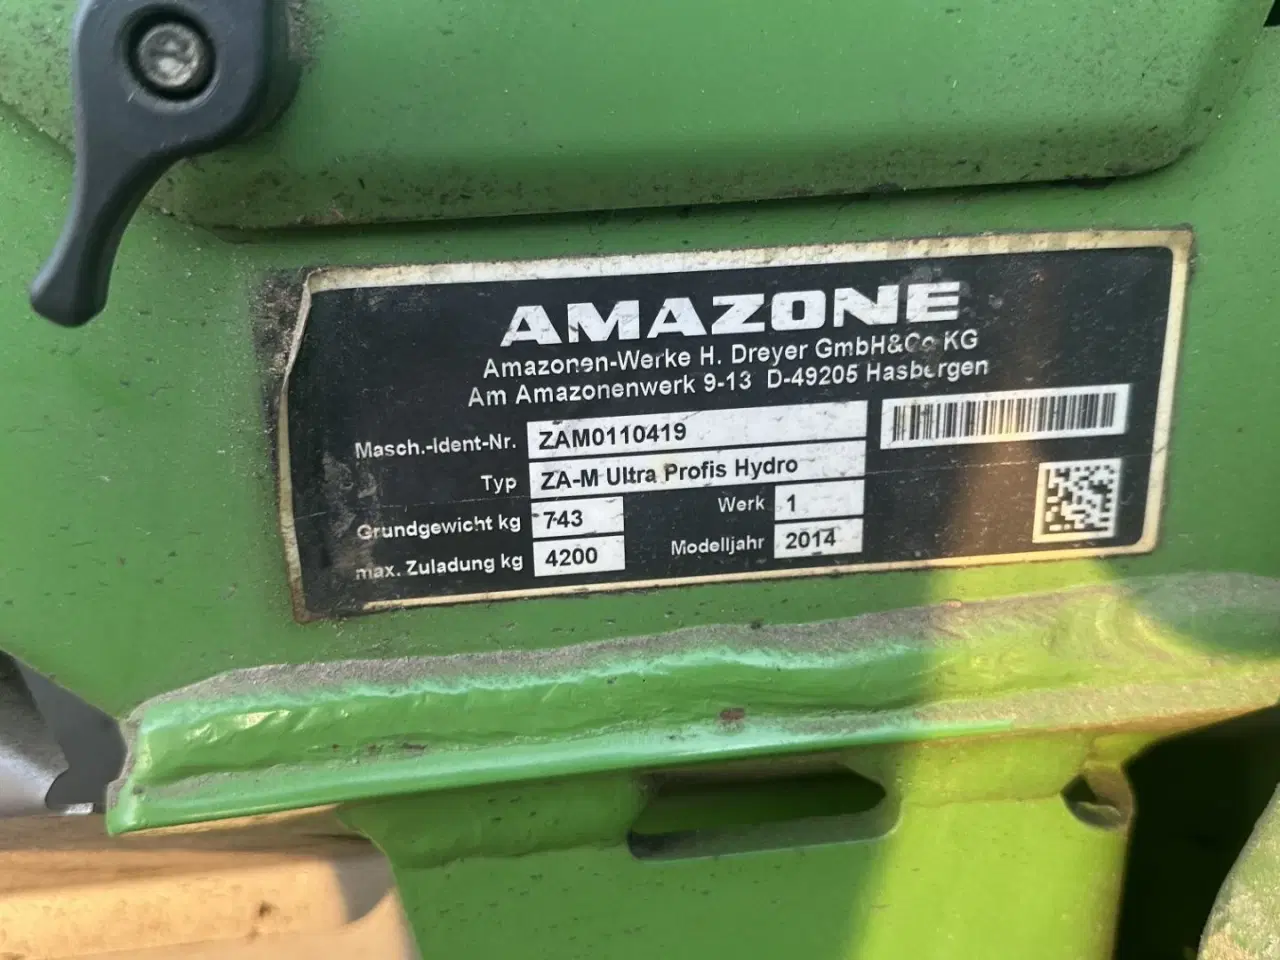 AMAZONE
Amazonen-Werke H. Dreyer GmbH&Co KG
Am Amazonenwerk 9-13 D-49205 Hasbergen
Masch.-Ident-Nr. ZAM0110419
Typ ZA-M Ultra Profis Hydro
Grundgewicht kg 743 Werk 1
max. Zuladung kg 4200 Modelljahr 2014